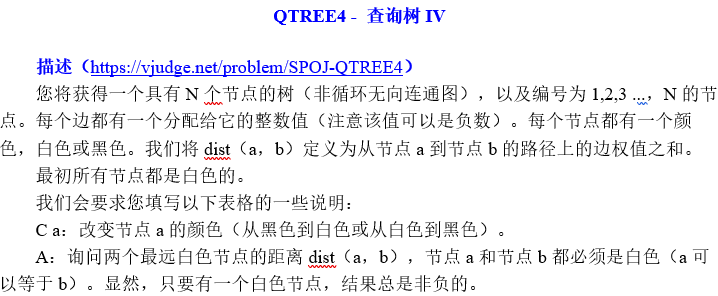 QTREE4 - 查询树 IV
描述（https://vjudge.net/problem/SPOJ-QTREE4）
您将获得一个具有 N 个节点的树（非循环无向连通图），以及编号为 1,2,3 ...，N 的节
点。每个边都有一个分配给它的整数值（注意该值可以是负数）。每个节点都有一个颜
色，白色或黑色。我们将 dist（a，b）定义为从节点 a 到节点 b 的路径上的边权值之和。
最初所有节点都是白色的。
我们会要求您填写以下表格的一些说明：
C a：改变节点 a 的颜色（从黑色到白色或从白色到黑色）。
A：询问两个最远白色节点的距离 dist（a，b），节点 a 和节点 b 都必须是白色（a 可
以等于 b）。显然，只要有一个白色节点，结果总是非负的。